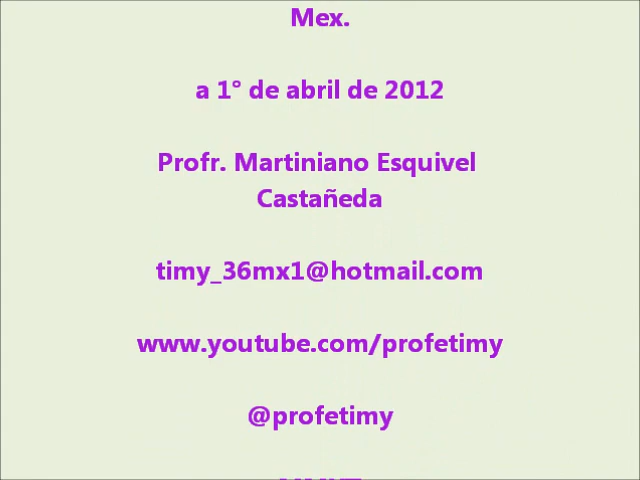 Mex.
a 1° de abril de 2012
Profr. Martiniano Esquivel
Castañeda
timy_36mx1@hotmail.com
www.youtube.com/profetimy
@profetimy